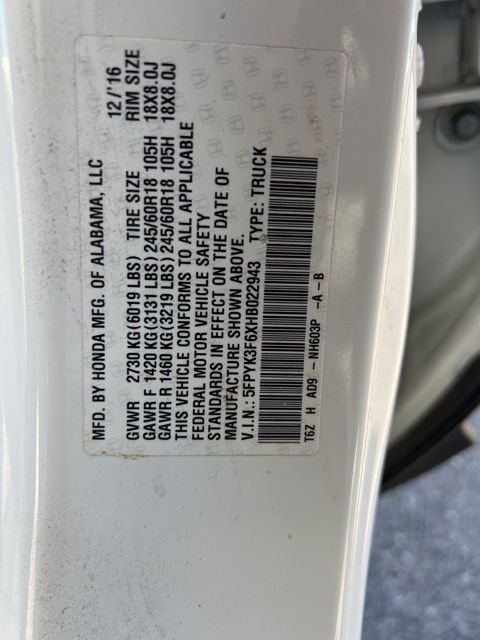 MFD. BY HONDA MFG. OF ALABAMA, LLC 12/'16
GVWR 2730 KG(6019 LBS) TIRE SIZE RIM SIZE
GAWR F 1420 KG(3131 LBS)245/60R18 105H 18X8.0J
GAWR R 1460 KG(3219 LBS)245/60R18 105H 18X8.0J
THIS VEHICLE CONFORMS TO ALL APPLICABLE
FEDERAL MOTOR VEHICLE SAFETY
STANDARDS IN EFFECT ON THE DATE OF
MANUFACTURE SHOWN ABOVE.
V.I.N.: 5FPYK3F6XHB022943 TYPE: TRUCK
T6Z H AD9 - NH603P -A - B